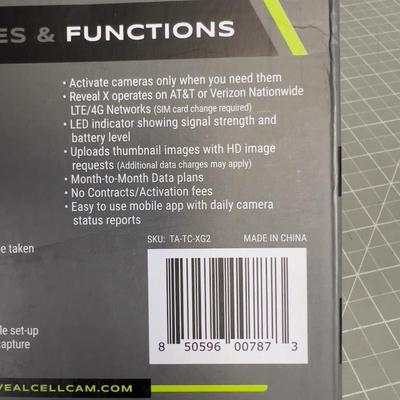 ES & FUNCTIONS
• Activate cameras only when you need them
• Reveal X operates on AT&T or Verizon Nationwide
LTE/4G Networks (SIM card change required)
• LED indicator showing signal strength and
battery level
• Uploads thumbnail images with HD image
requests (Additional data charges may apply)
• Month-to-Month Data plans
• No Contracts/Activation fees
• Easy to use mobile app with daily camera
status reports
SKU: TA-TC-XG2 MADE IN CHINA
e taken
8 50596 00787 3
le set-up
capture
VEALCELLCAM.COM